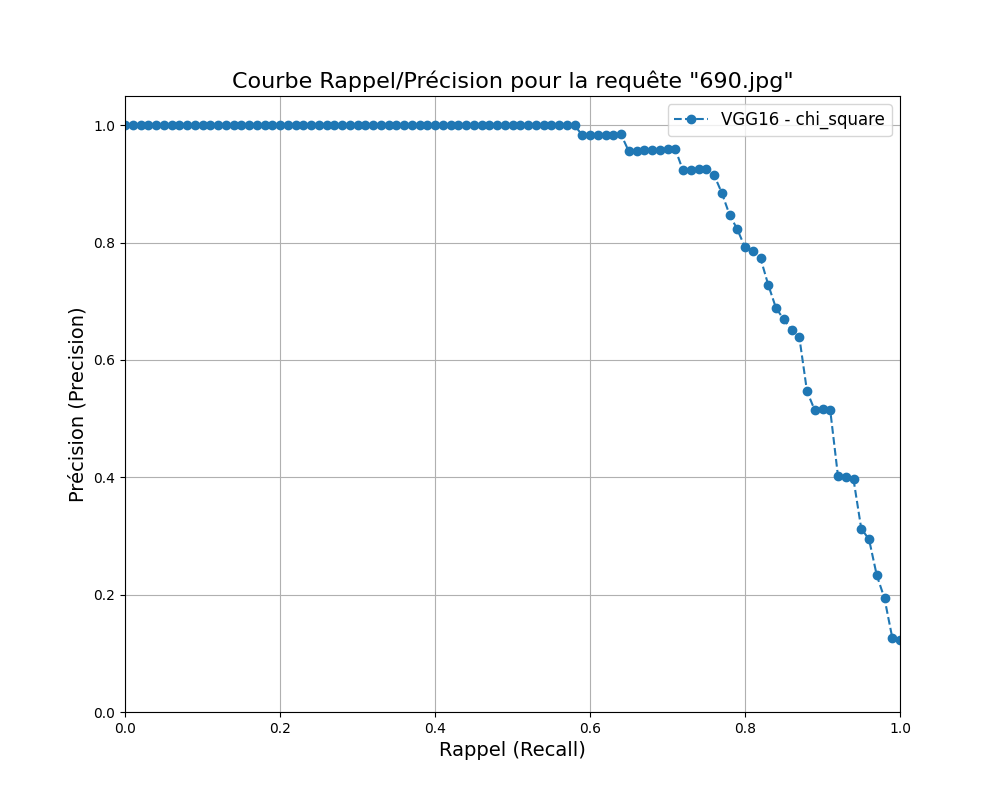 Courbe Rappel/Précision pour la requête "690.jpg"
VGG16 - chi_square
Précision (Precision)
1.0
0.8
0.6
0.4
0.2
0.0
0.0 0.2 0.4 0.6 0.8 1.0
Rappel (Recall)